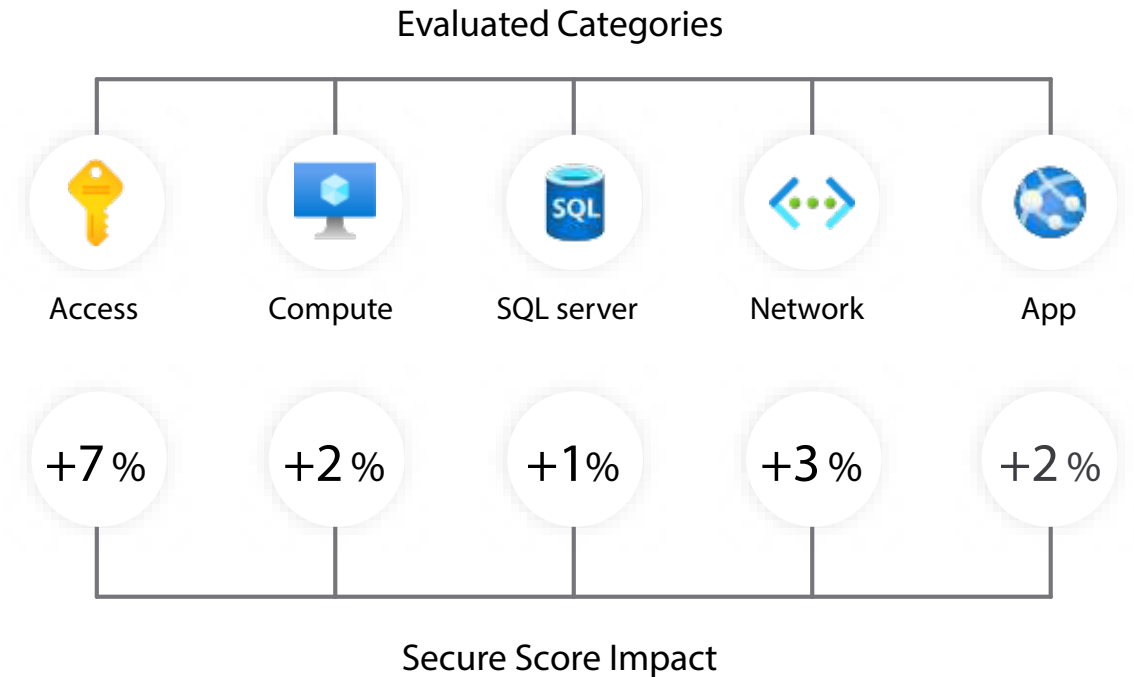 Evaluated Categories
SQL
Access
Compute
SQL server
Network
App
+7 %
+2 %
+1%
+3 %
+2 %
Secure Score Impact